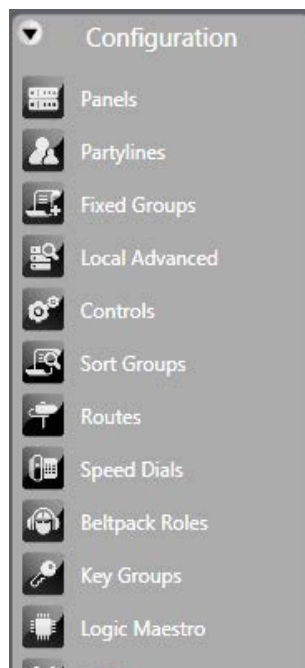 Configuration
Panels
Partylines
Fixed Groups
Local Advanced
Controls
Sort Groups
Routes
Speed Dials
Beltpack Roles
Key Groups
Logic Maestro